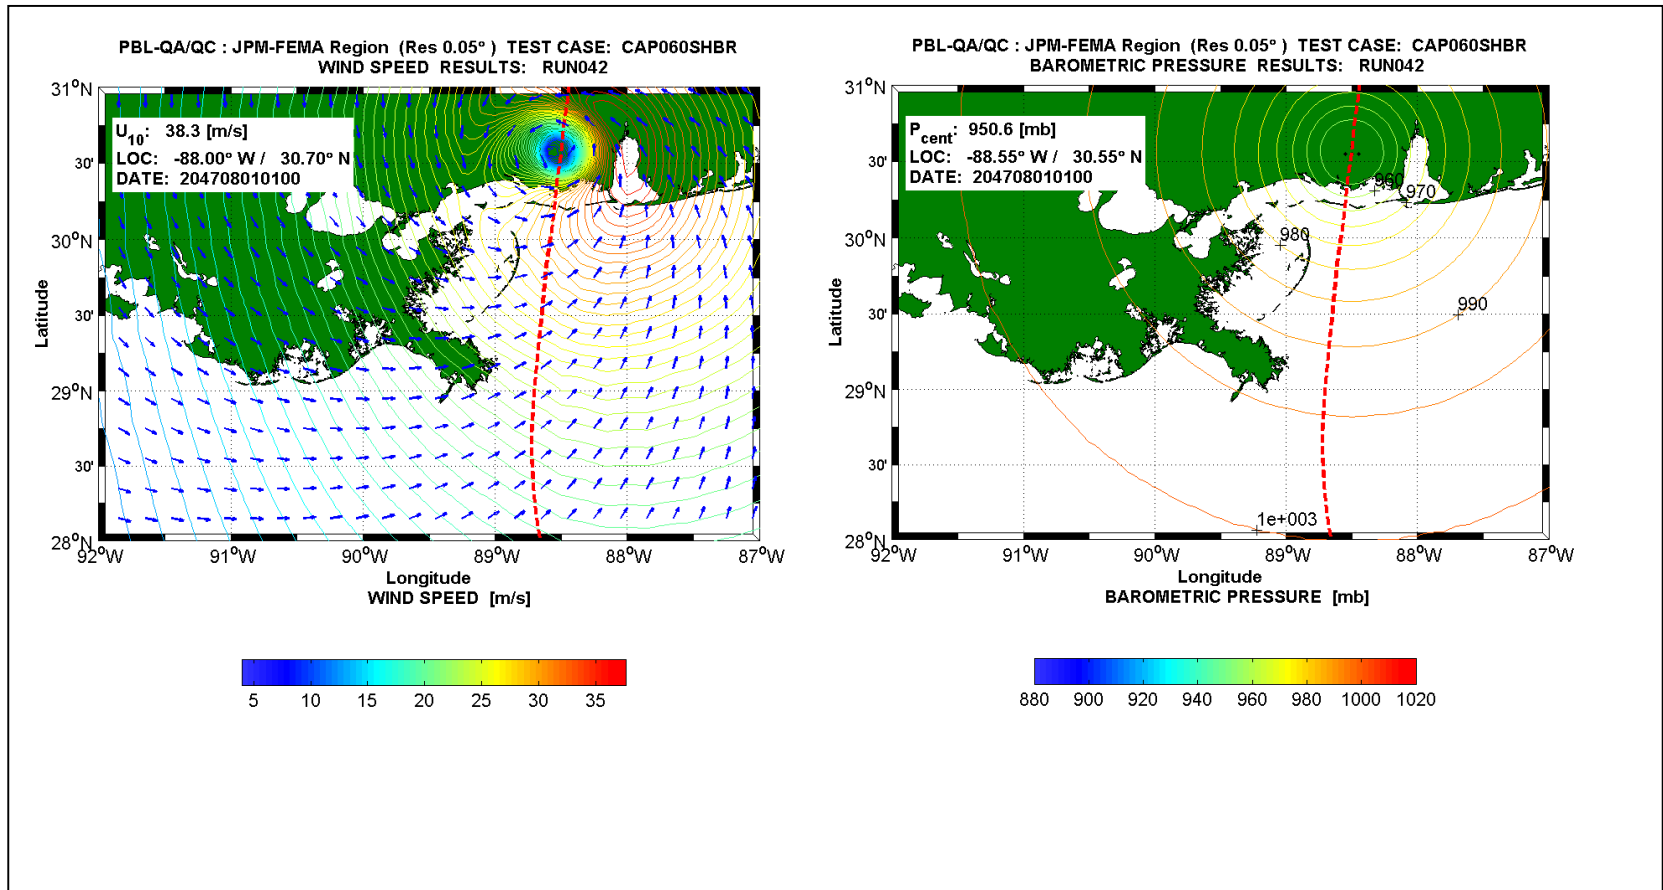 PBL-QA/QC : JPM-FEMA Region (Res 0.05° ) TEST CASE: CAP060SHBR
WIND SPEED RESULTS: RUN042
31°N
30'
30°N
30'
29°N
30'
28°N
Latitude
U10: 38.3 [m/s]
LOC: -88.00° W / 30.70° N
DATE: 204708010100
92°W 91°W 90°W 89°W 88°W 87°W
Longitude
WIND SPEED [m/s]
5 10 15 20 25 30 35
PBL-QA/QC : JPM-FEMA Region (Res 0.05° ) TEST CASE: CAP060SHBR
BAROMETRIC PRESSURE RESULTS: RUN042
31°N
30'
30°N
30'
29°N
30'
28°N
Latitude
Pcent: 950.6 [mb]
LOC: -88.55° W / 30.55° N
DATE: 204708010100
960
970
980
990
1e+003
92°W 91°W 90°W 89°W 88°W 87°W
Longitude
BAROMETRIC PRESSURE [mb]
880 900 920 940 960 980 1000 1020